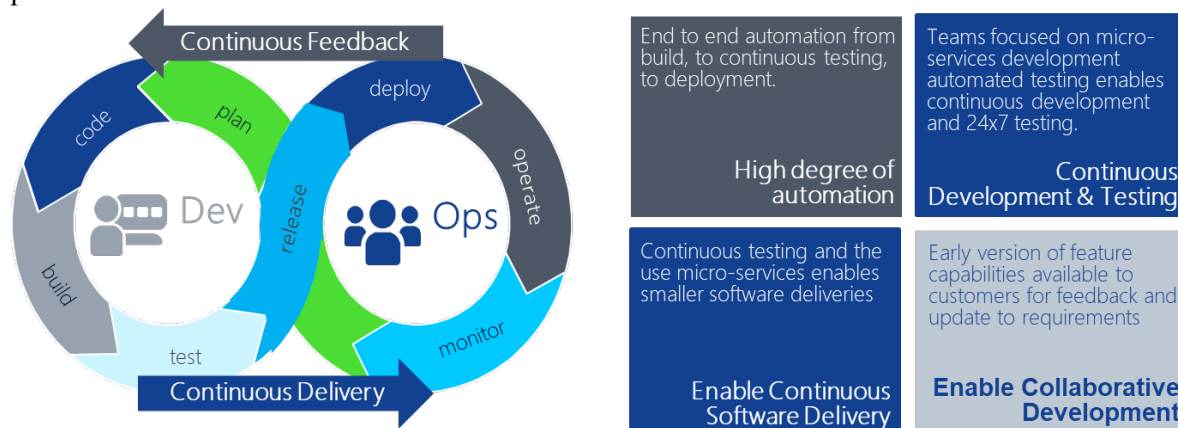 Continuous Feedback
code
plan
deploy
operate
Dev
release
Ops
build
test
monitor
Continuous Delivery
End to end automation from
build, to continuous testing,
to deployment.
High degree of
automation
Teams focused on micro-
services development
automated testing enables
continuous development
and 24x7 testing.
Continuous
Development & Testing
Continuous testing and the
use micro-services enables
smaller software deliveries
Enable Continuous
Software Delivery
Early version of feature
capabilities available to
customers for feedback and
update to requirements
Enable Collaborative
Development